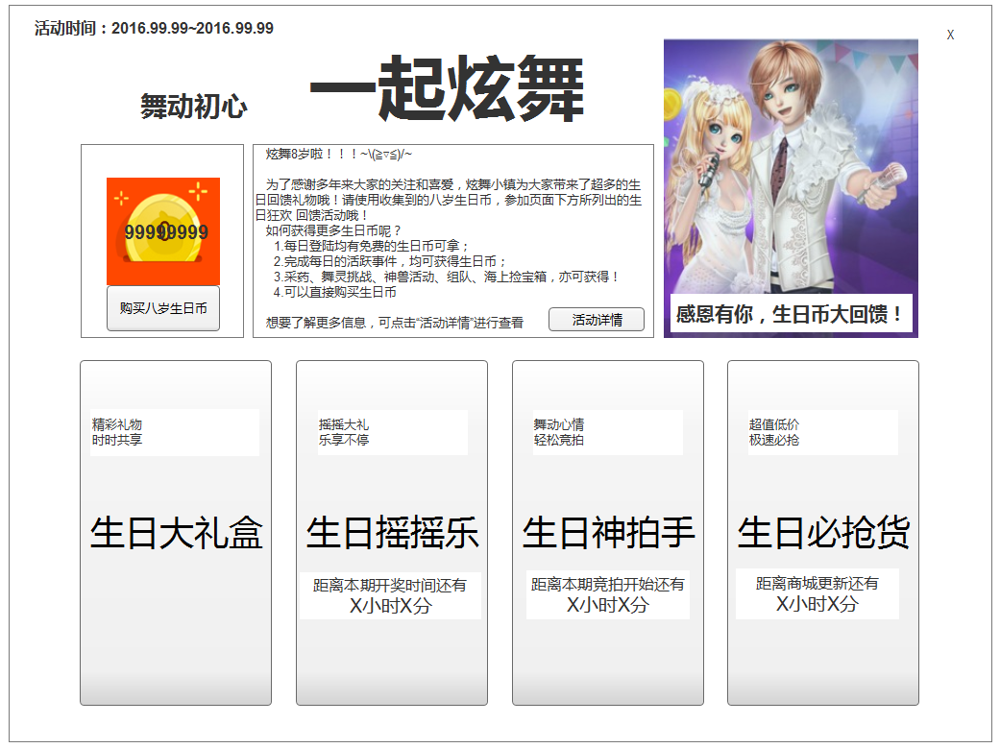 活动时间：2016.99.99~2016.99.99
X
舞动初心
一起炫舞
99999999
购买八岁生日币
炫舞8岁啦！！！~\(≧▽≦)/~
为了感谢多年来大家的关注和喜爱，炫舞小镇为大家带来了超多的生
日回馈礼物哦！请使用收集到的八岁生日币，参加页面下方所列出的生
日狂欢 回馈活动哦！
如何获得更多生日币呢？
1.每日登陆均有免费的生日币可拿；
2.完成每日的活跃事件，均可获得生日币；
3.采药、舞灵挑战、神兽活动、组队、海上捡宝箱，亦可获得！
4.可以直接购买生日币
想要了解更多信息，可点击“活动详情”进行查看
活动详情
感恩有你，生日币大回馈！
精彩礼物
时时共享
生日大礼盒
摇摇大礼
乐享不停
生日摇摇乐
距离本期开奖时间还有
X小时X分
舞动心情
轻松竞拍
生日神拍手
距离本期竞拍开始还有
X小时X分
超值低价
极速必抢
生日必抢货
距离商城更新还有
X小时X分